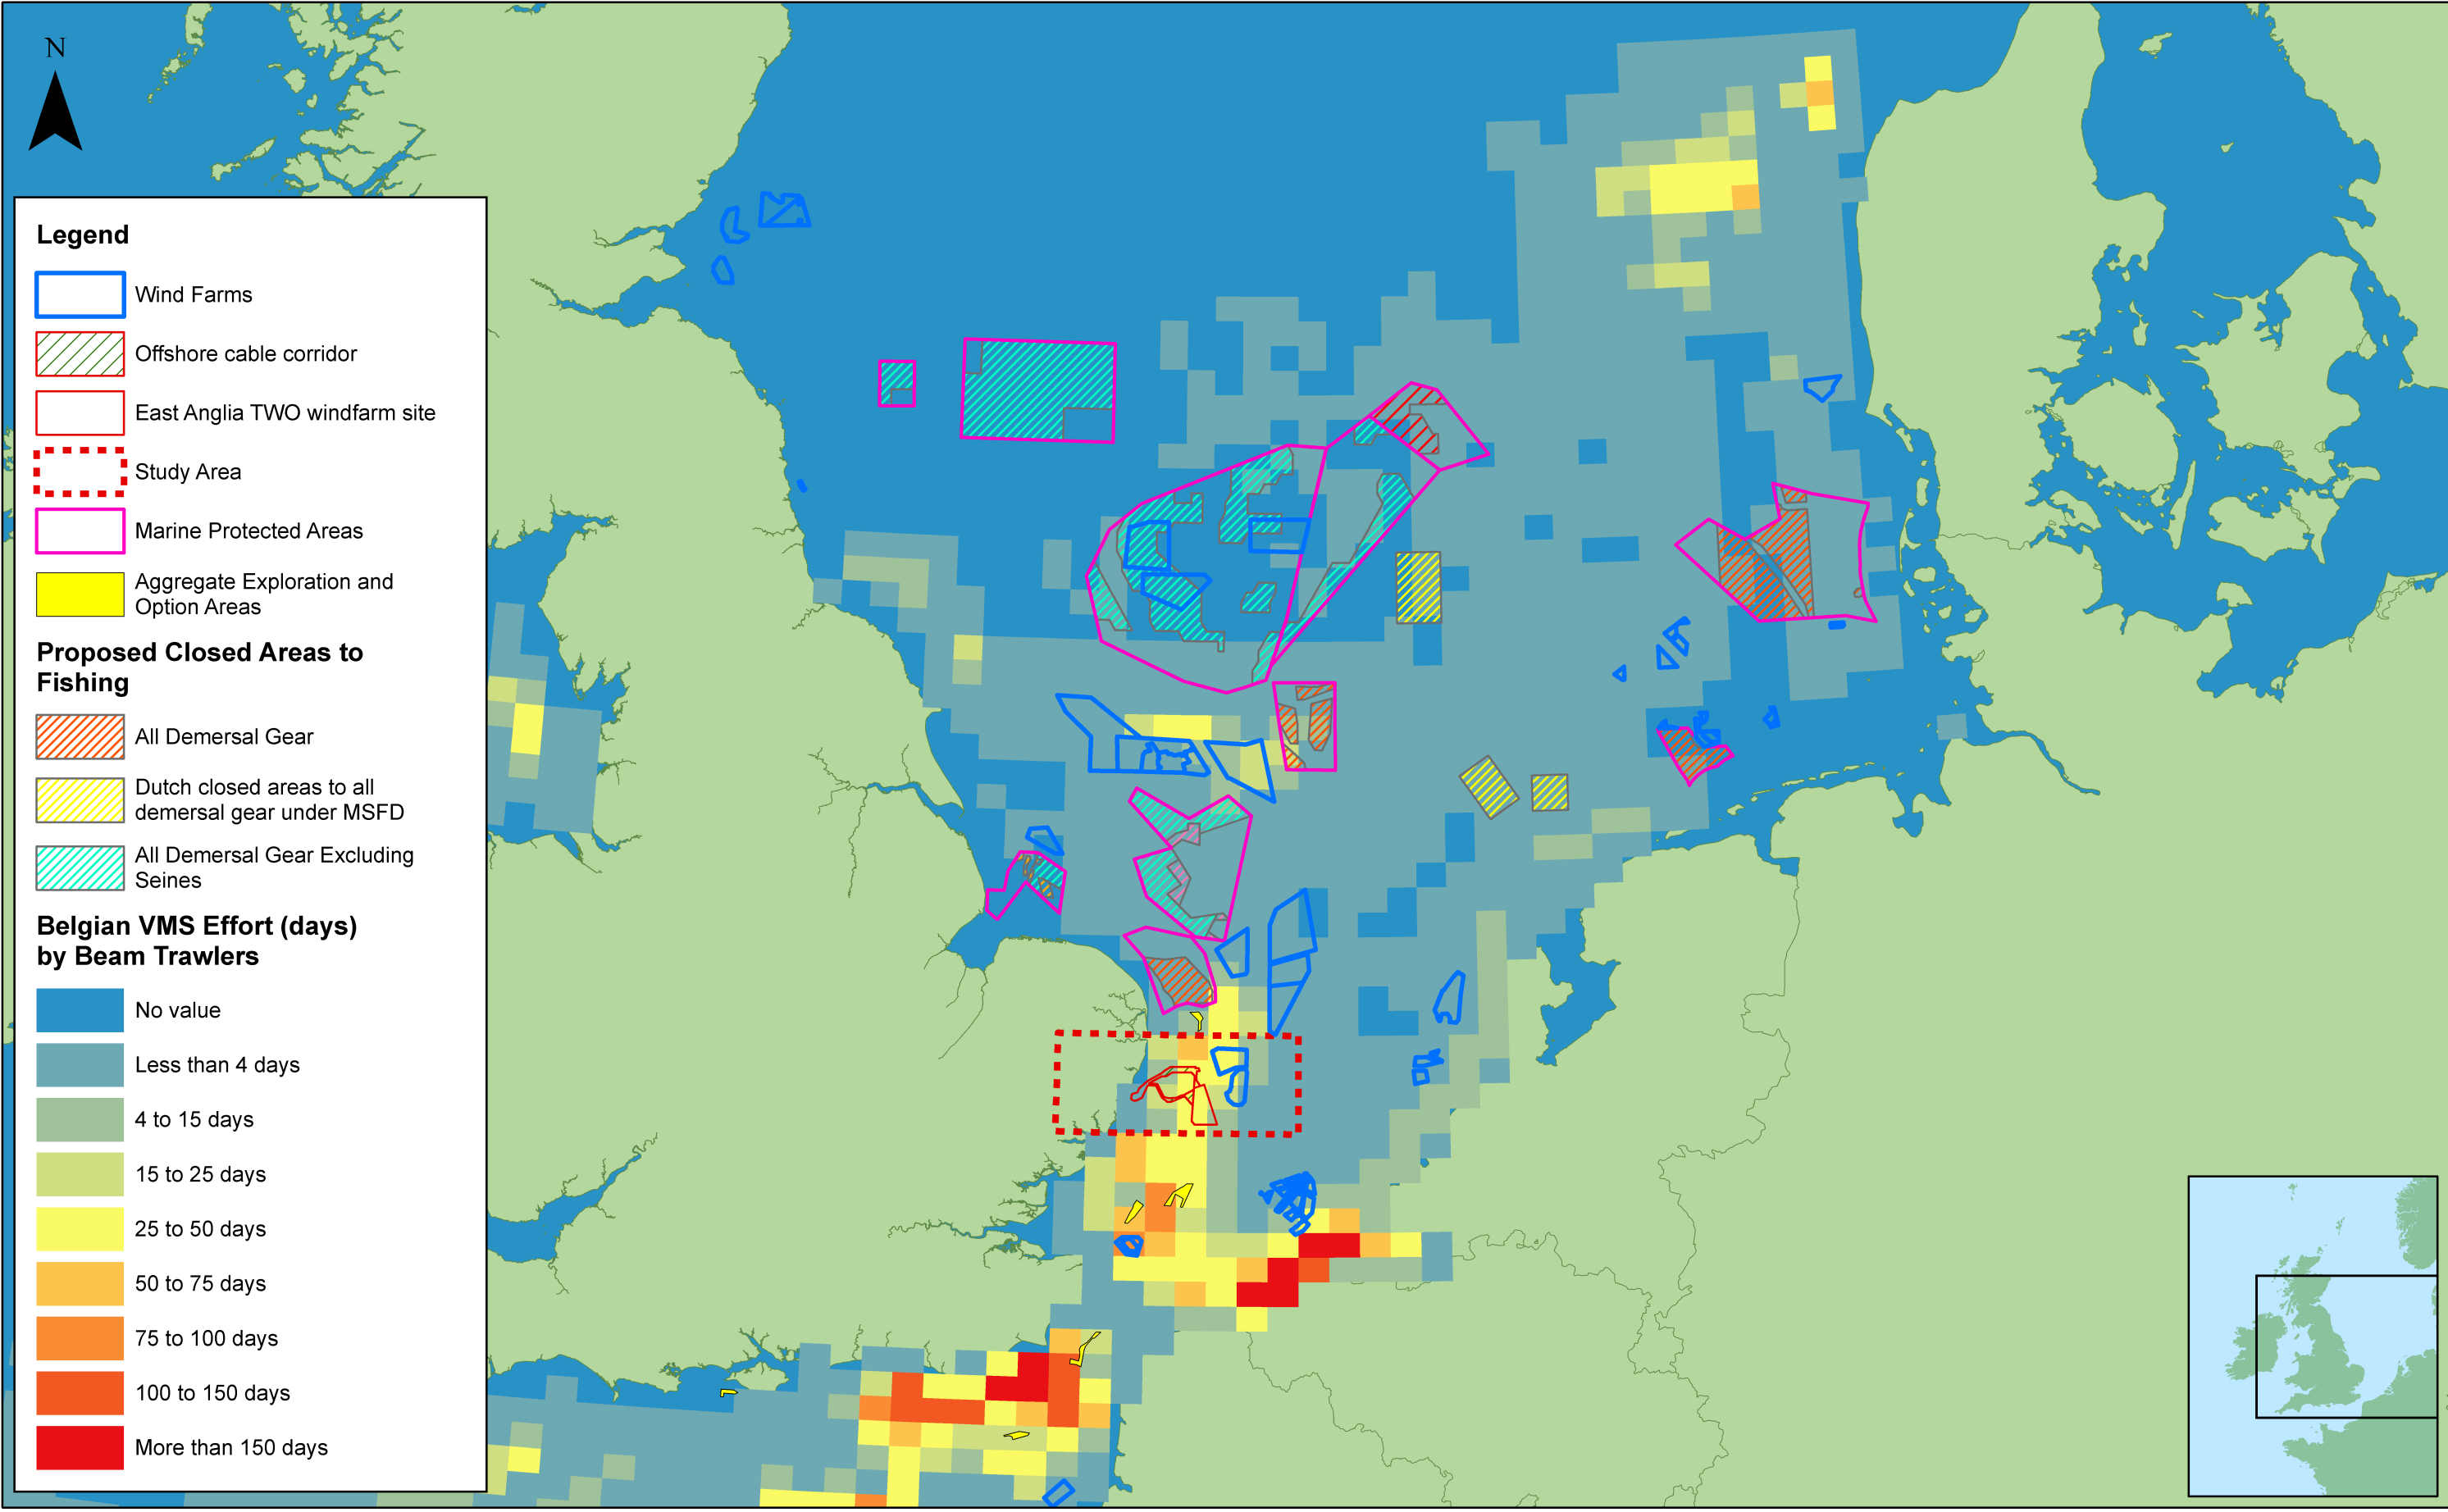 N
Legend
Wind Farms
Offshore cable corridor
East Anglia TWO windfarm site
Study Area
Marine Protected Areas
Aggregate Exploration and
Option Areas
Proposed Closed Areas to
Fishing
All Demersal Gear
Dutch closed areas to all
demersal gear under MSFD
All Demersal Gear Excluding
Seines
Belgian VMS Effort (days)
by Beam Trawlers
No value
Less than 4 days
4 to 15 days
15 to 25 days
25 to 50 days
50 to 75 days
75 to 100 days
100 to 150 days
More than 150 days